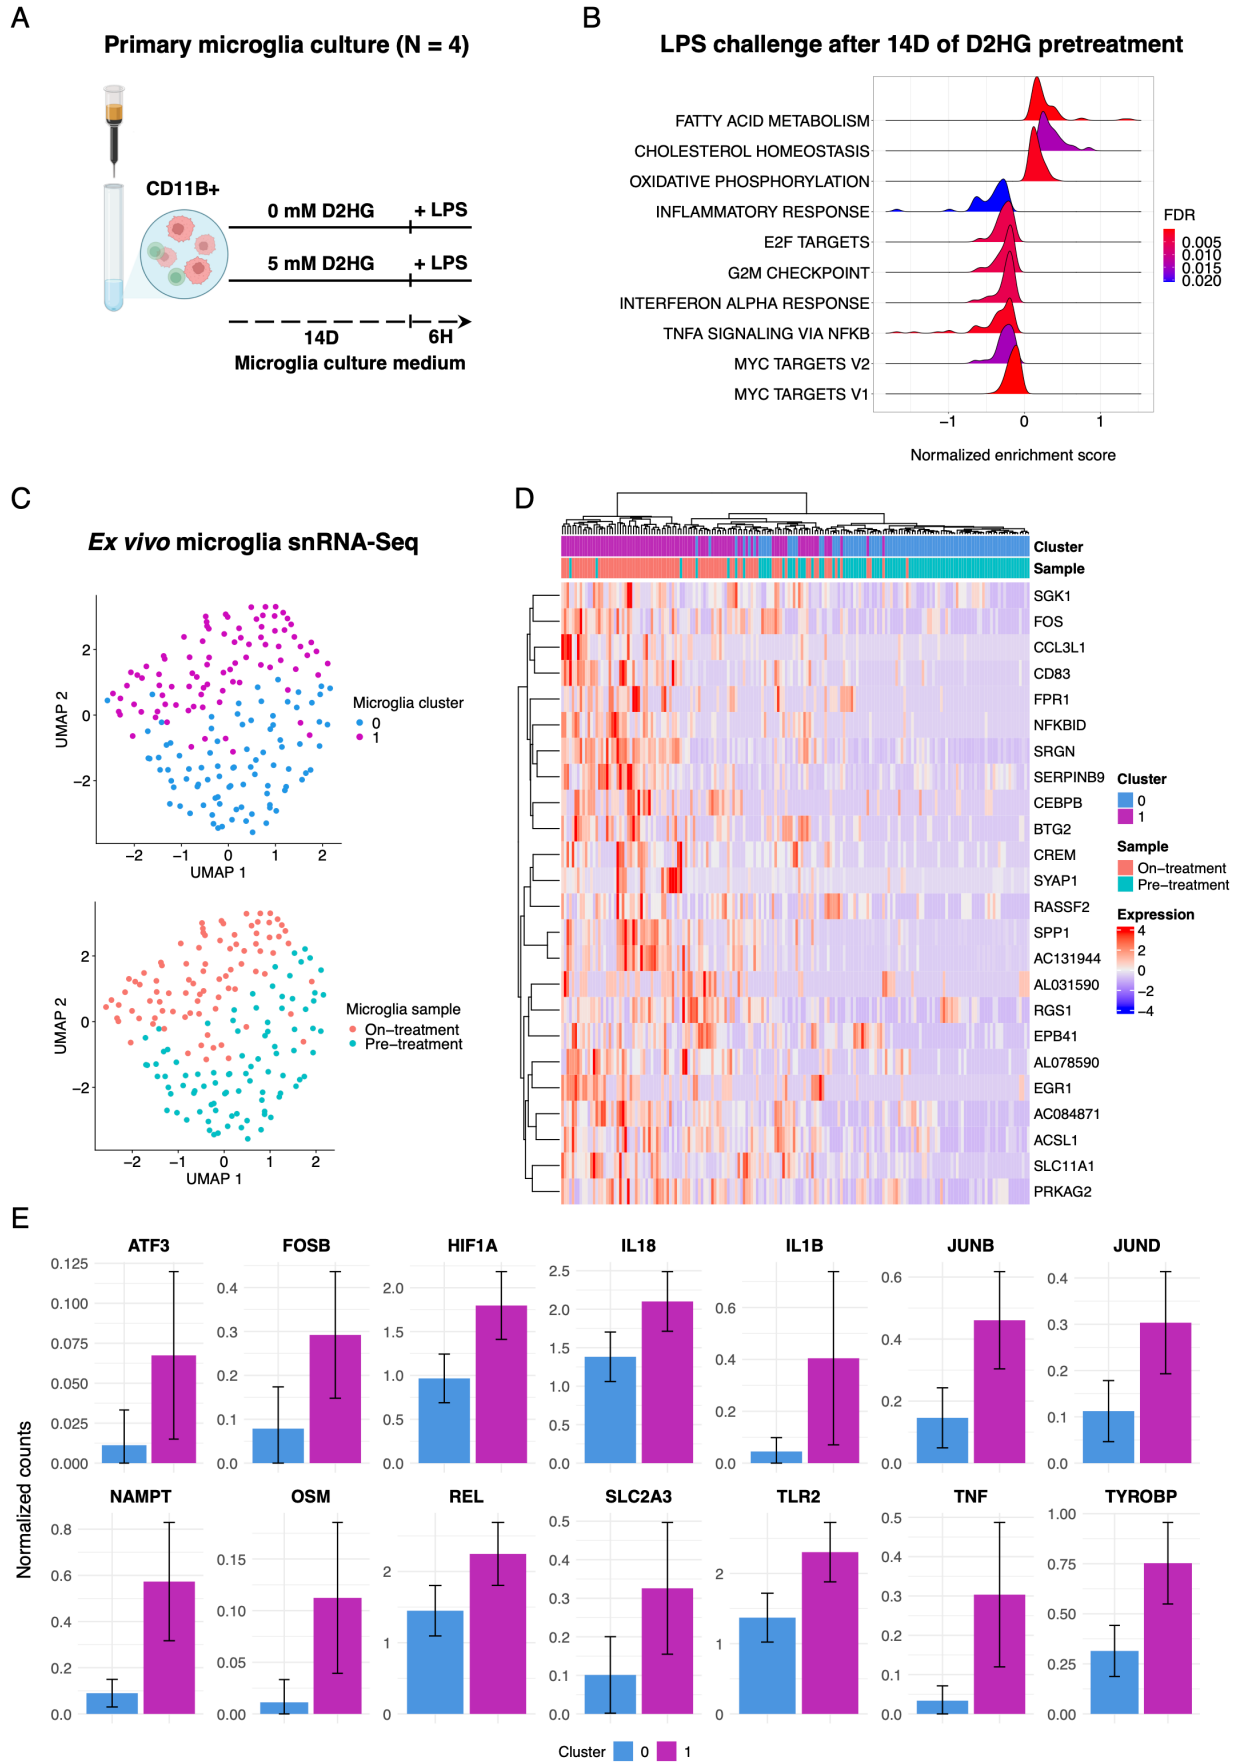 A
Primary microglia culture (N = 4)
CD11B+
0 mM D2HG
+ LPS
5 mM D2HG
+ LPS
14D
6H
Microglia culture medium
B
LPS challenge after 14D of D2HG pretreatment
FATTY ACID METABOLISM
CHOLESTEROL HOMEOSTASIS
OXIDATIVE PHOSPHORYLATION
INFLAMMATORY RESPONSE
E2F TARGETS
G2M CHECKPOINT
INTERFERON ALPHA RESPONSE
TNFA SIGNALING VIA NFKB
MYC TARGETS V2
MYC TARGETS V1
−1 0 1
Normalized enrichment score
FDR
0.005
0.010
0.015
0.020
C
Ex vivo microglia snRNA-Seq
2
0
−2
UMAP 2
−2 −1 0 1 2
UMAP 1
Microglia cluster
0
1
2
0
−2
UMAP 2
−2 −1 0 1 2
UMAP 1
Microglia sample
On−treatment
Pre−treatment
D
Cluster
Sample
SGK1
FOS
CCL3L1
CD83
FPR1
NFKBID
SRGN
SERPINB9
CEBPB
BTG2
CREM
SYAP1
RASSF2
SPP1
AC131944
AL031590
RGS1
EPB41
AL078590
EGR1
AC084871
ACSL1
SLC11A1
PRKAG2
Cluster
0
1
Sample
On−treatment
Pre−treatment
Expression
4
2
0
−2
−4
E
Normalized counts
ATF3
0.125
0.100
0.075
0.050
0.025
0.000
FOSB
0.4
0.3
0.2
0.1
0.0
HIF1A
2.0
1.5
1.0
0.5
0.0
IL18
2.5
2.0
1.5
1.0
0.5
0.0
IL1B
0.6
0.4
0.2
0.0
JUNB
0.6
0.4
0.2
0.0
JUND
0.4
0.3
0.2
0.1
0.0
NAMPT
0.8
0.6
0.4
0.2
0.0
OSM
0.15
0.10
0.05
0.00
REL
2
1
0
SLC2A3
0.5
0.4
0.3
0.2
0.1
0.0
TLR2
2
1
0
TNF
0.5
0.4
0.3
0.2
0.1
0.0
TYROBP
1.00
0.75
0.50
0.25
0.00
Cluster 0 1